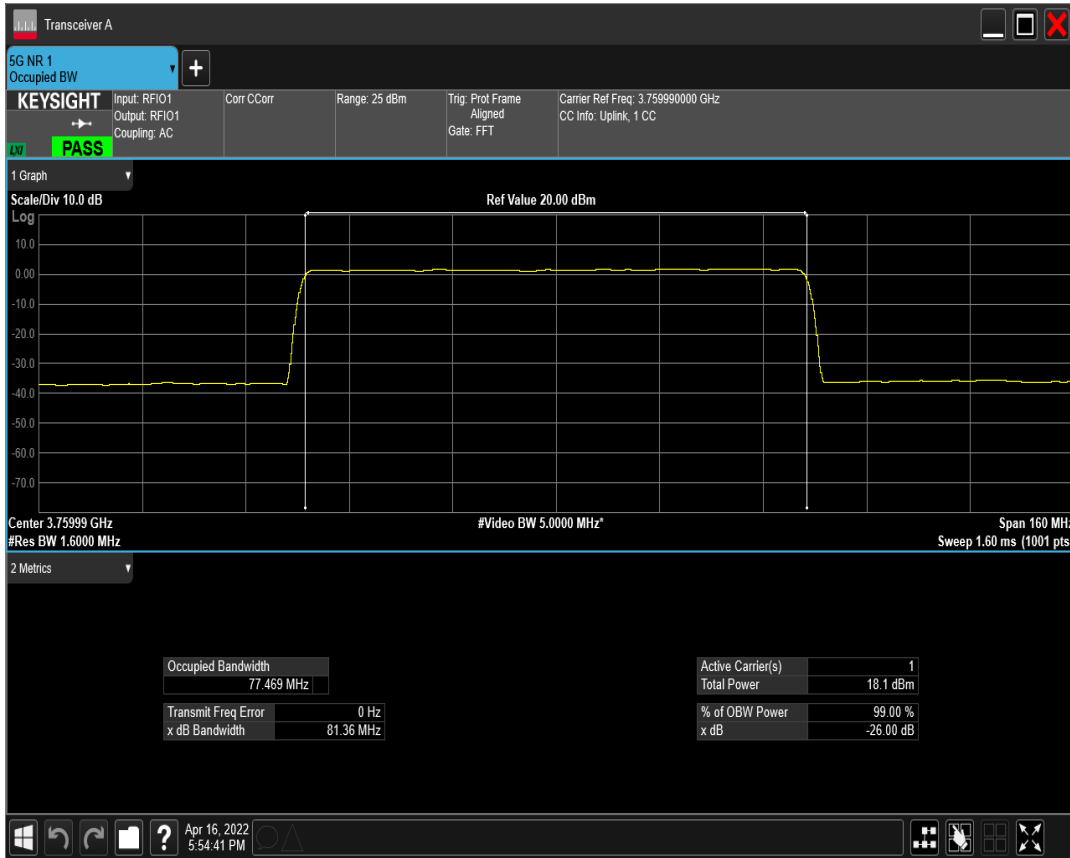 Transceiver A
5G NR 1
Occupied BW
KEYSIGHT
Input: RFIO1
Output: RFIO1
Coupling: AC
Corr CCorr
Range: 25 dBm
Trig: Prot Frame
Aligned
Gate: FFT
Carrier Ref Freq: 3.759990000 GHz
CC Info: Uplink, 1 CC
LXI
PASS
1 Graph
Scale/Div 10.0 dB
Ref Value 20.00 dBm
Log
10.0
0.00
-10.0
-20.0
-30.0
-40.0
-50.0
-60.0
-70.0
Center 3.75999 GHz
#Video BW 5.0000 MHz*
Span 160 MHz
#Res BW 1.6000 MHz
Sweep 1.60 ms (1001 pts
2 Metrics
Occupied Bandwidth
77.469 MHz
Transmit Freq Error 0 Hz
x dB Bandwidth 81.36 MHz
Active Carrier(s) 1
Total Power 18.1 dBm
% of OBW Power 99.00 %
x dB -26.00 dB
?
Apr 16, 2022
5:54:41 PM